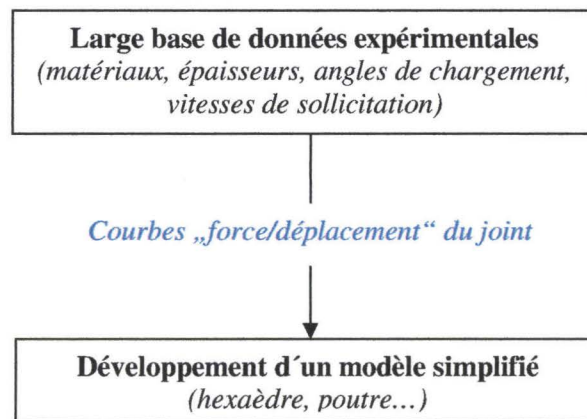 Large base de données expérimentales
(matériaux, épaisseurs, angles de chargement,
vitesses de sollicitation)
Courbes „force/déplacement“ du joint
Développement d´un modèle simplifié
(hexaèdre, poutre…)